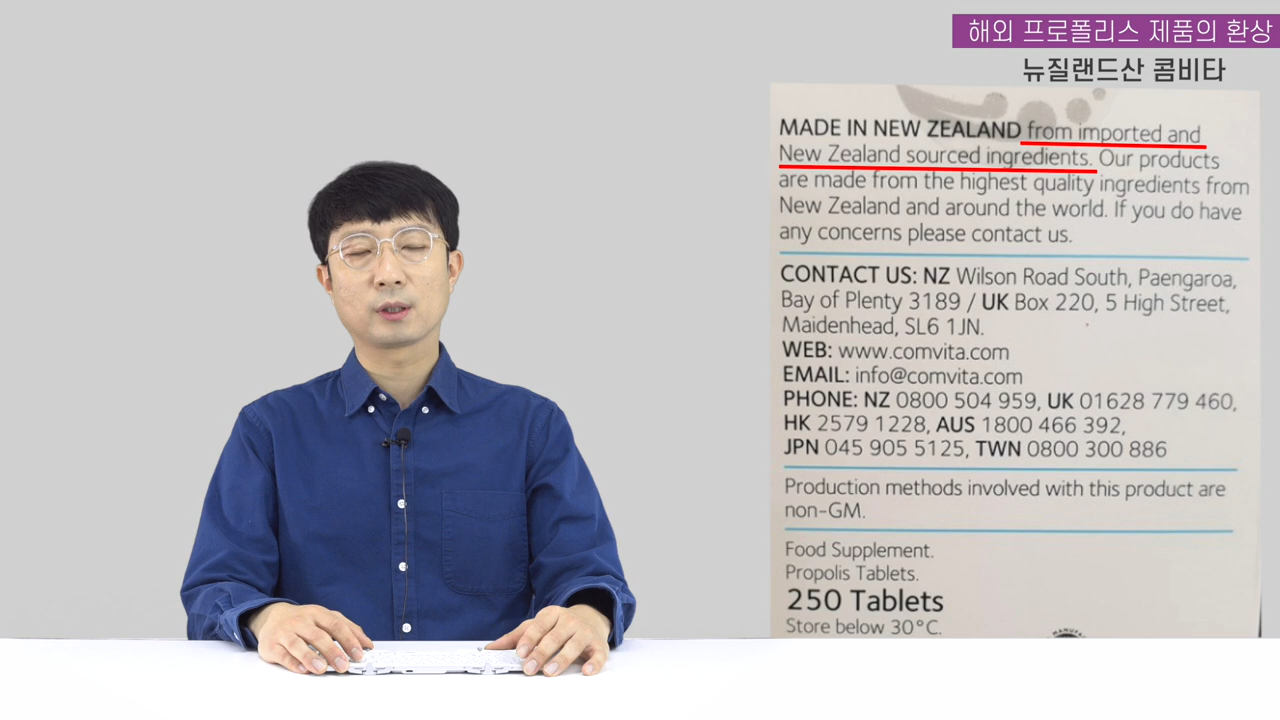 해외 프로폴리스 제품의 환상
뉴질랜드산 콤비타
MADE IN NEW ZEALAND from imported and
New Zealand sourced ingredients. Our products
are made from the highest quality ingredients from
New Zealand and around the world. If you do have
any concerns please contact us.
CONTACT US: NZ Wilson Road South, Paengaroa,
Bay of Plenty 3189 / UK Box 220, 5 High Street,
Maidenhead, SL6 1JN.
WEB: www.comvita.com
EMAIL: info@comvita.com
PHONE: NZ 0800 504 959, UK 01628 779 460,
HK 2579 1228, AUS 1800 466 392,
JPN 045 905 5125, TWN 0800 300 886
Production methods involved with this product are
non-GM.
Food Supplement.
Propolis Tablets.
250 Tablets
Store below 30°C.